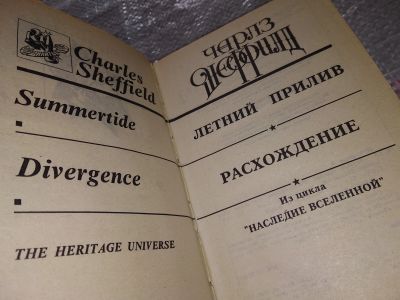 Charles
Sheffield
Summertide
Divergence
THE HERITAGE UNIVERSE
ЧАРЛЗ
ШЕФФИЛД
ЛЕТНИЙ ПРИЛИВ
РАСХОЖДЕНИЕ
Из цикла
"НАСЛЕДИЕ ВСЕЛЕННОЙ"